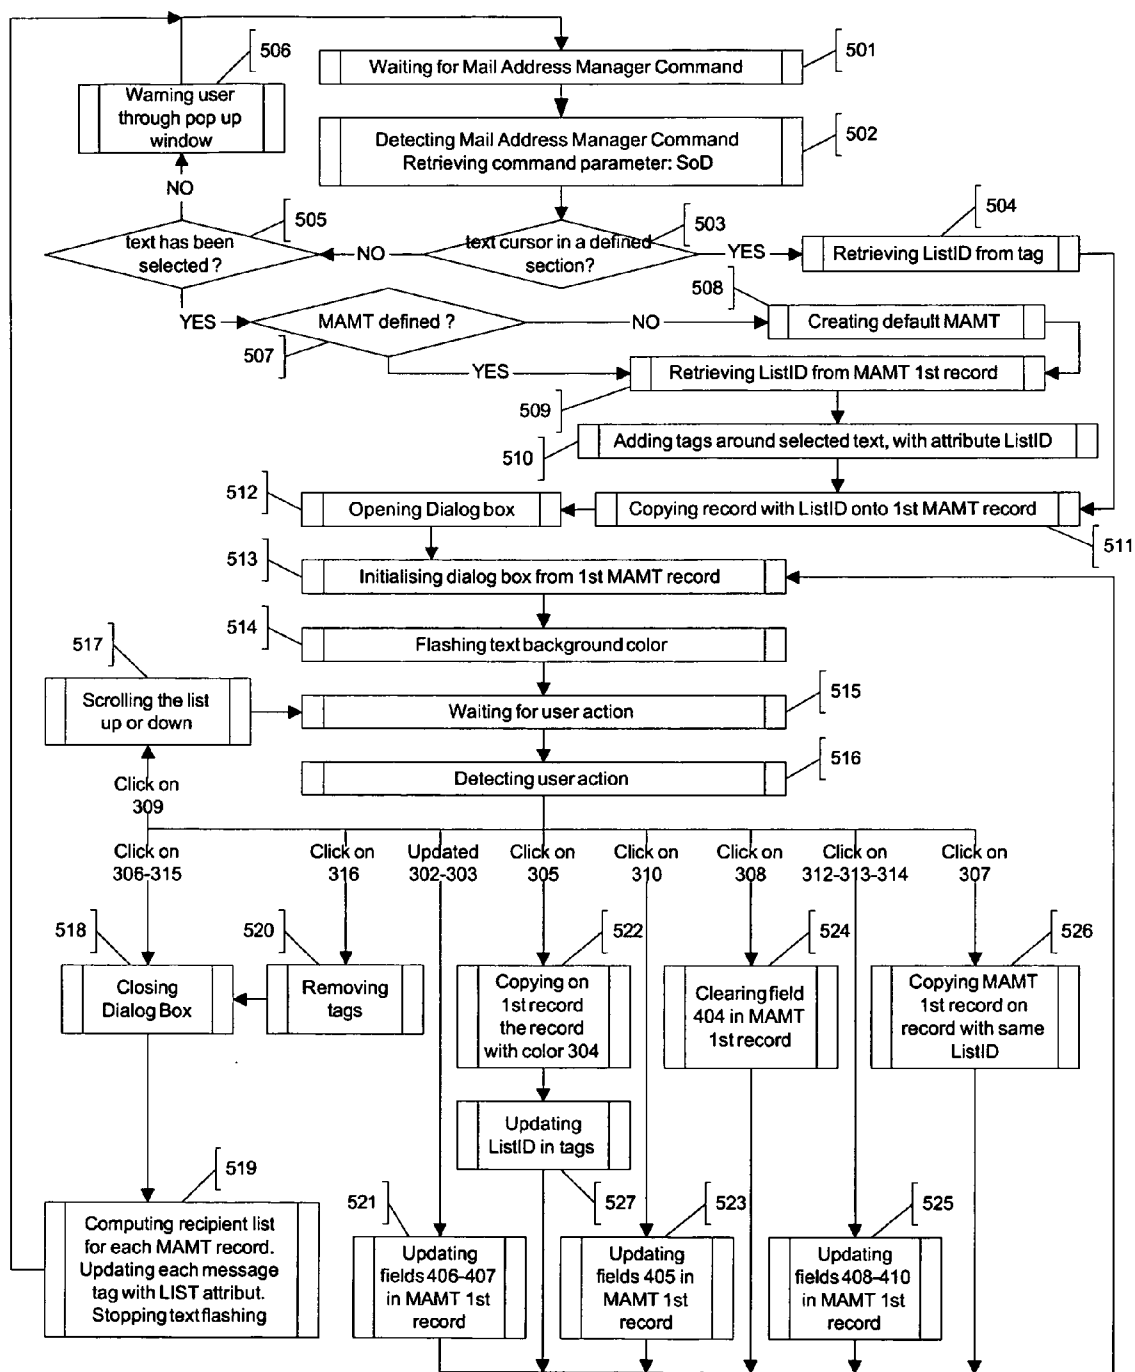 506
501
Waiting for Mail Address Manager Command
Warning user
through pop up
window
502
Detecting Mail Address Manager Command
Retrieving command parameter: SoD
NO
505
503
504
text has been
selected ?
NO
text cursor in a defined
section?
YES
Retrieving ListID from tag
508
YES
MAMT defined ?
NO
Creating default MAMT
507
YES
Retrieving ListID from MAMT 1st record
509
510
Adding tags around selected text, with attribute ListID
512
Opening Dialog box
Copying record with ListID onto 1st MAMT record
511
513
Initialising dialog box from 1st MAMT record
514
Flashing text background color
517
515
Scrolling the list
up or down
Waiting for user action
516
Detecting user action
Click on
309
Click on
306-315
Click on
316
Updated
302-303
Click on
305
Click on
310
Click on
308
Click on
312-313-314
Click on
307
518
520
522
524
526
Closing
Dialog Box
Removing
tags
Copying on
1st record
the record
with color 304
Clearing field
404 in MAMT
1st record
Copying MAMT
1st record on
record with same
ListID
Updating
ListID in tags
519
521
527
523
525
Computing recipient list
for each MAMT record.
Updating each message
tag with LIST attribut.
Stopping text flashing
Updating
fields 406-407
in MAMT 1st
record
Updating
fields 405 in
MAMT 1st
record
Updating
fields 408-410
in MAMT 1st
record